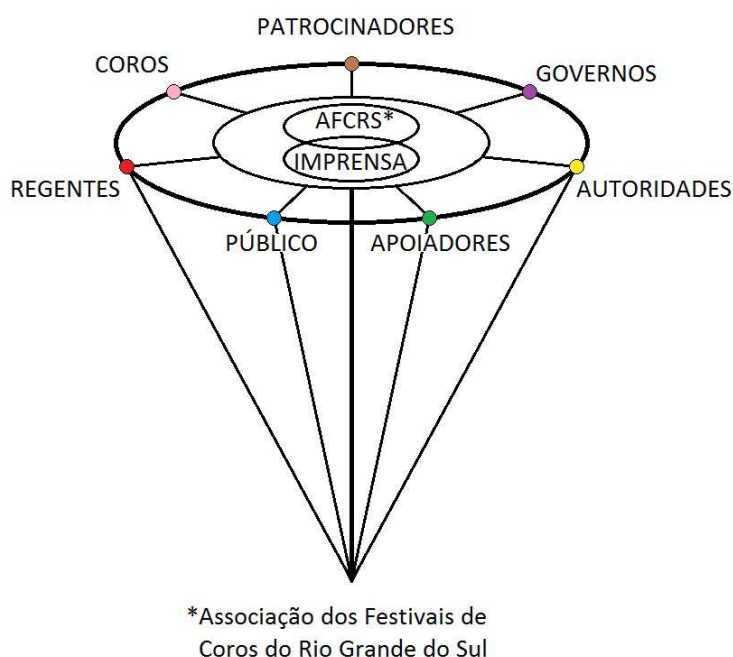 PATROCINADORES
COROS
GOVERNOS
AFCRS*
IMPRENSA
REGENTES
AUTORIDADES
PÚBLICO
APOIADORES
*Associação dos Festivais de
Coros do Rio Grande do Sul